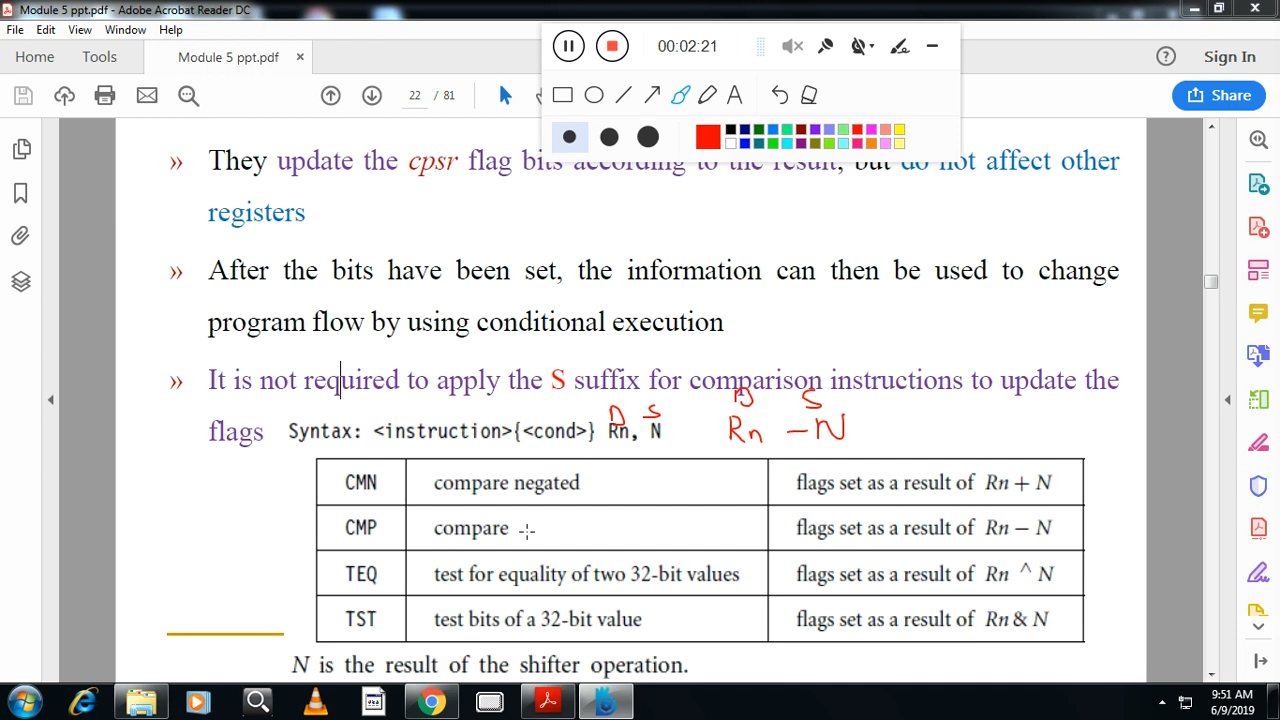 Module 5 ppt.pdf - Adobe Acrobat Reader DC
File Edit View Window Help
00:02:21
Home Tools Module 5 ppt.pdf × Sign In
A
22 / 81 Share
» They update the cpsr flag bits according to the result, but do not affect other
registers
» After the bits have been set, the information can then be used to change
program flow by using conditional execution
» It is not required to apply the S suffix for comparison instructions to update the
D S D S
flags Syntax: <instruction>{<cond>} Rn, N Rn - N
CMN compare negated flags set as a result of Rn + N
CMP compare flags set as a result of Rn − N
TEQ test for equality of two 32-bit values flags set as a result of Rn ^ N
TST test bits of a 32-bit value flags set as a result of Rn & N
N is the result of the shifter operation.
9:51 AM
6/9/2019